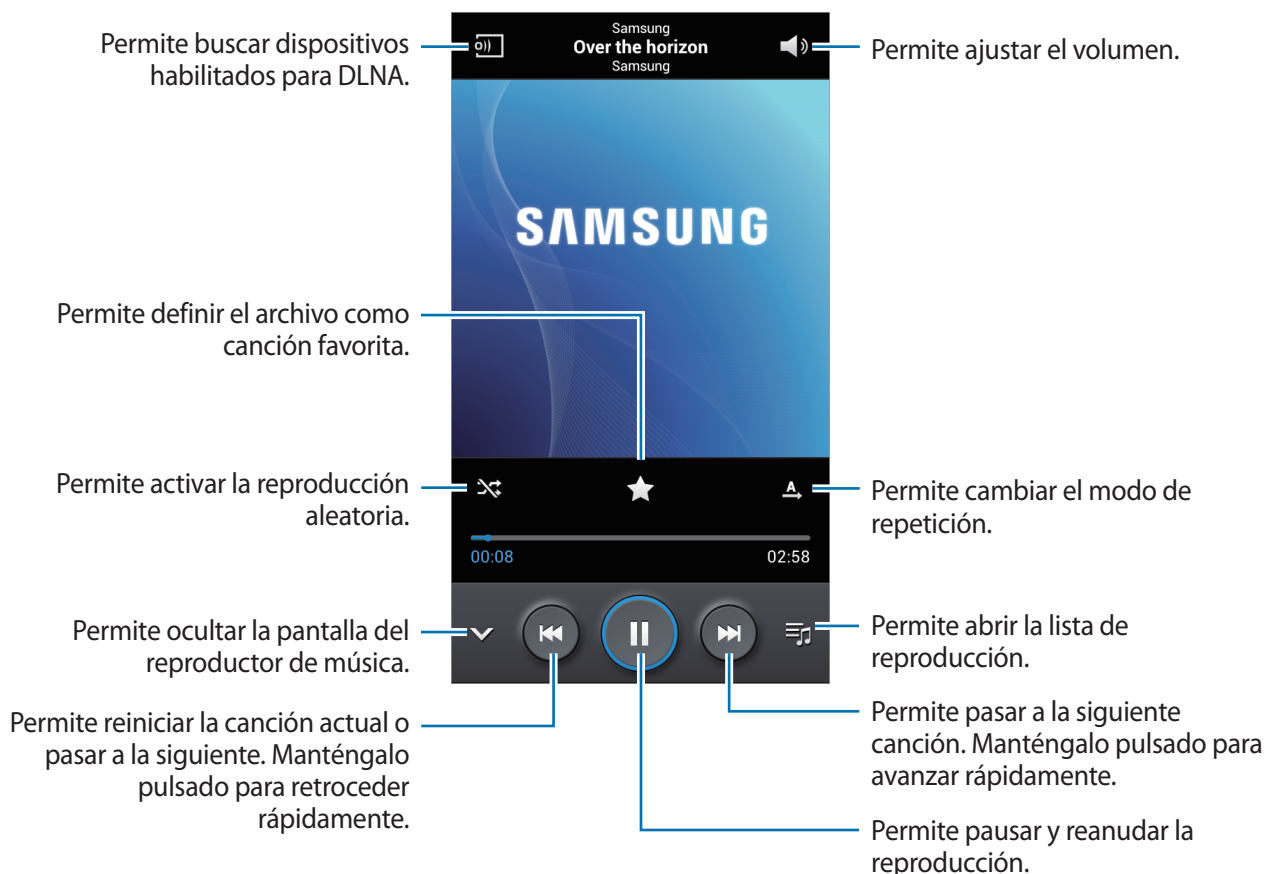 Permite buscar dispositivos
habilitados para DLNA.
Samsung
Over the horizon
Samsung
Permite ajustar el volumen.
SAMSUNG
Permite definir el archivo como
canción favorita.
Permite activar la reproducción
aleatoria.
A
Permite cambiar el modo de
repetición.
00:08
02:58
Permite ocultar la pantalla del
reproductor de música.
Permite abrir la lista de
reproducción.
Permite reiniciar la canción actual o
pasar a la siguiente. Manténgalo
pulsado para retroceder
rápidamente.
Permite pasar a la siguiente
canción. Manténgalo pulsado para
avanzar rápidamente.
Permite pausar y reanudar la
reproducción.